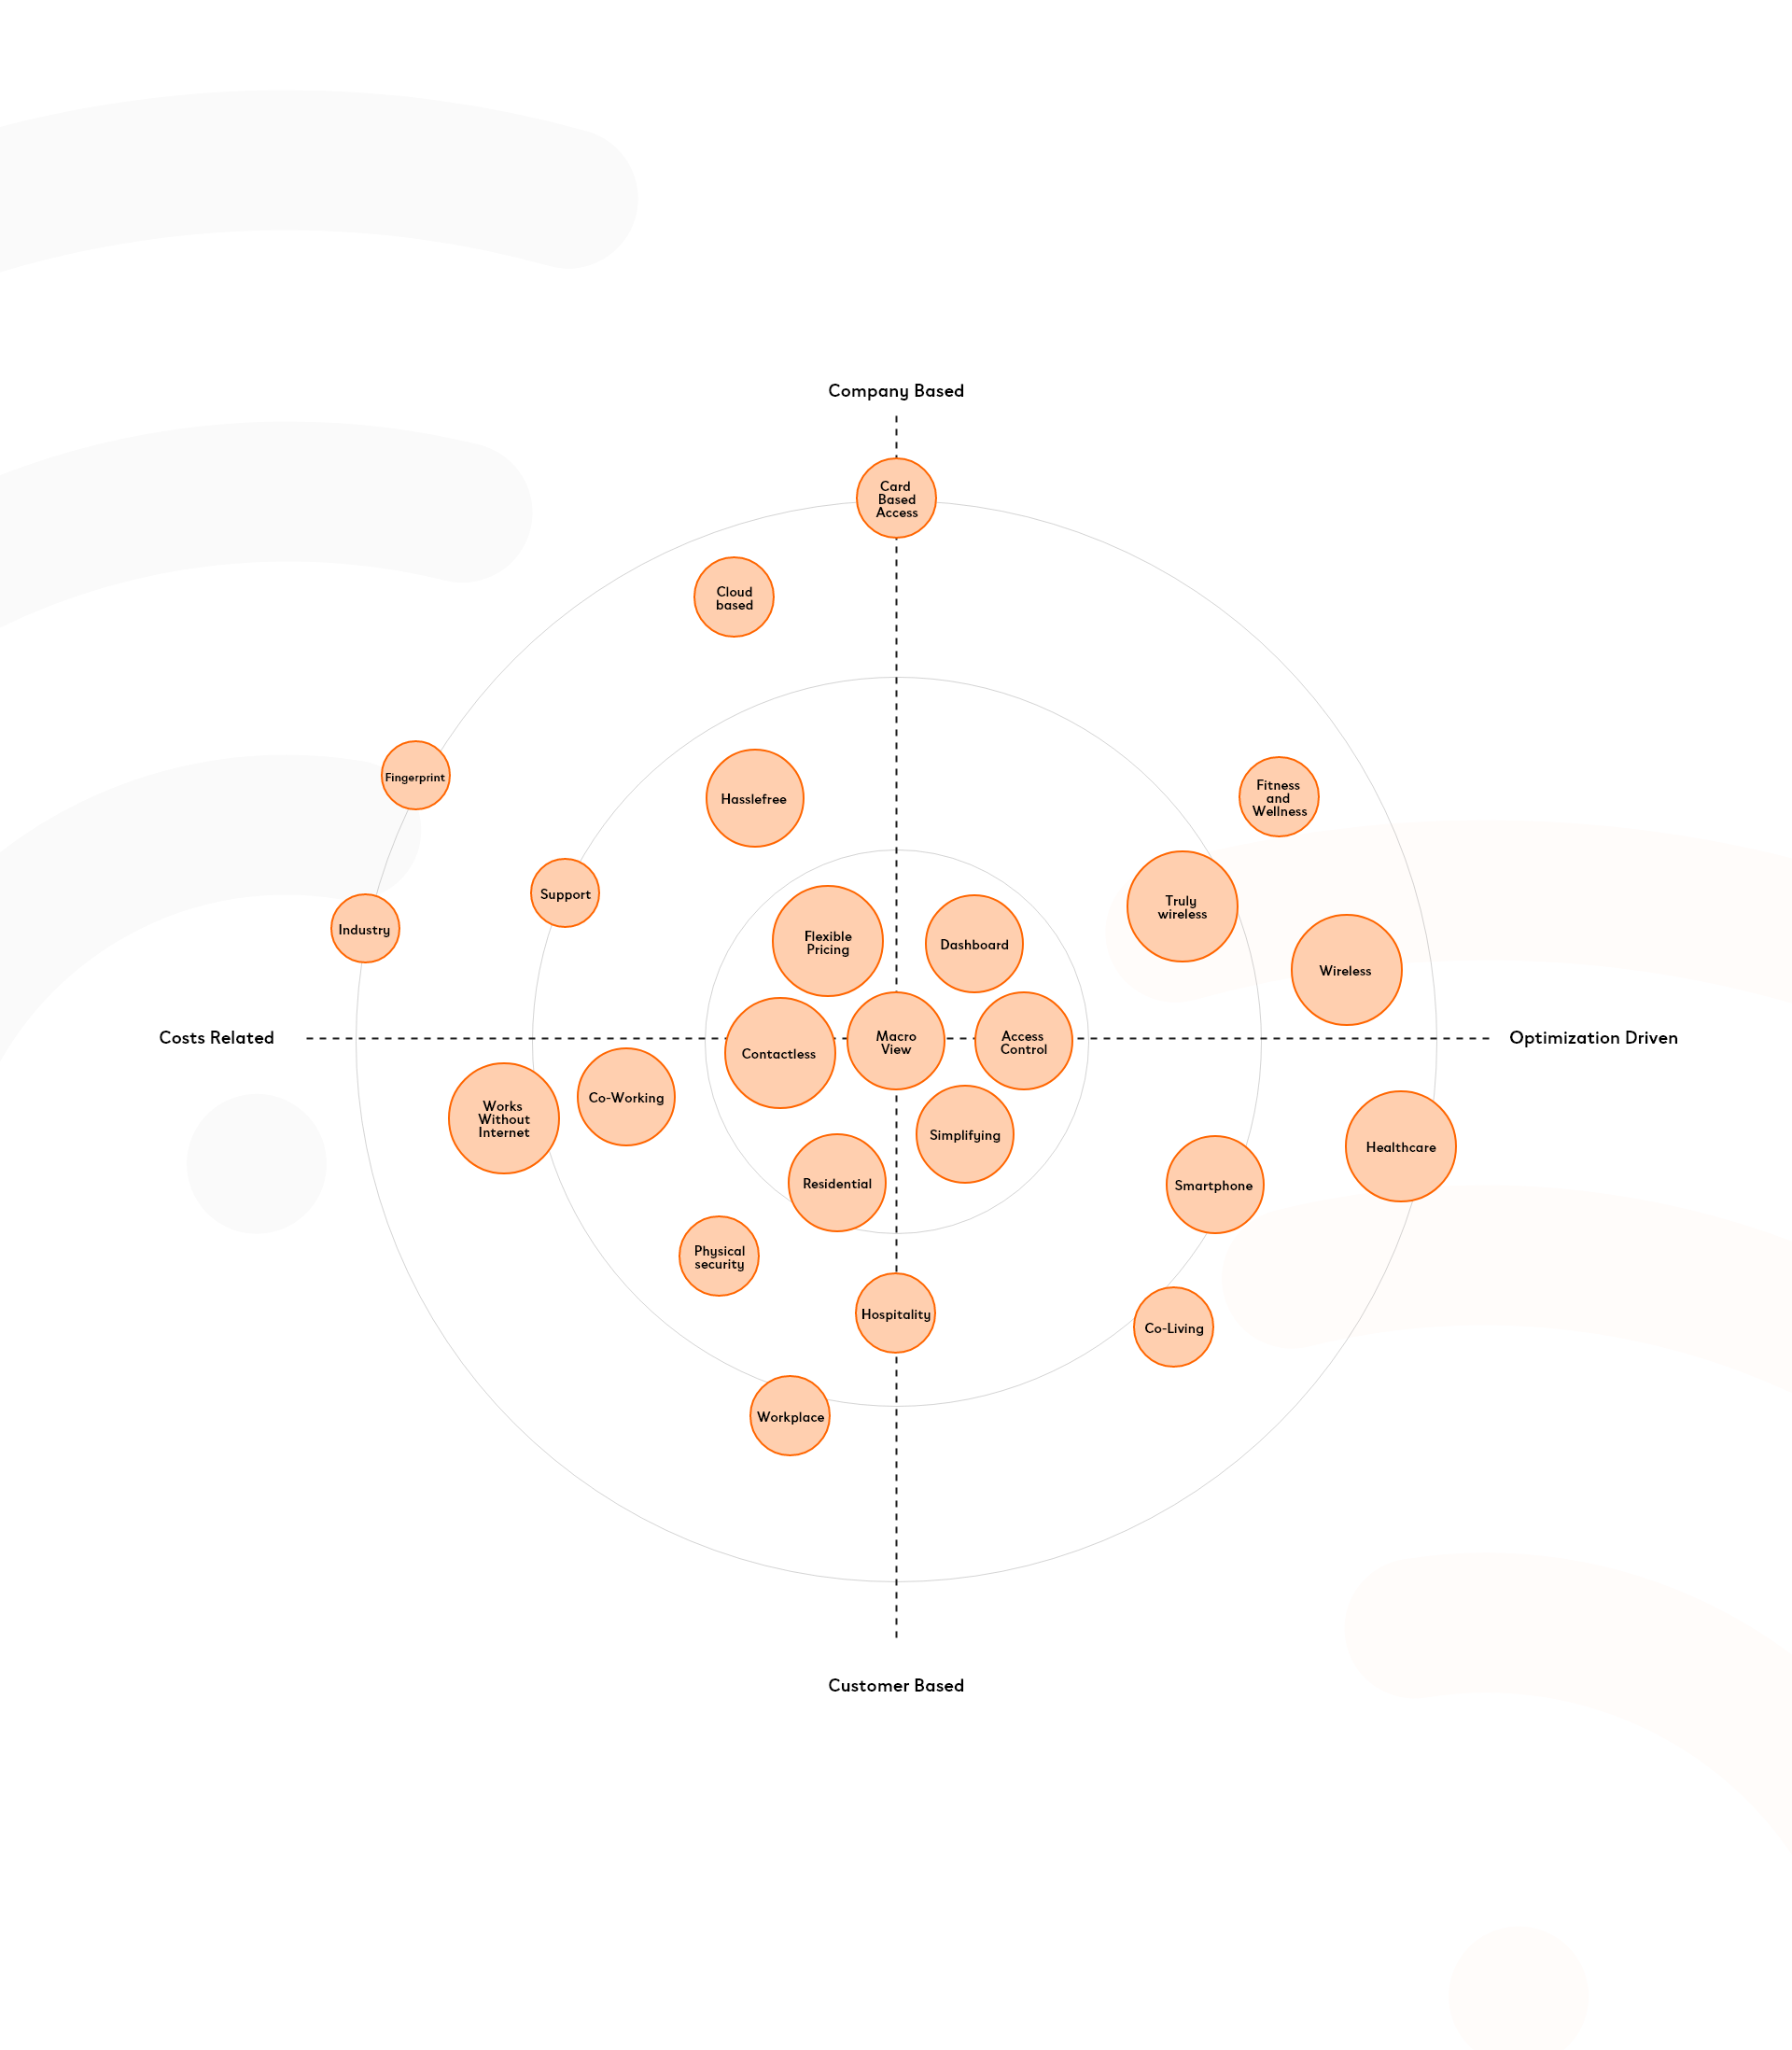 Company Based
Card
Based
Access
Cloud
based
Fingerprint
Hasslefree
Fitness
and
Wellness
Support
Truly
wireless
Industry
Flexible
Pricing
Dashboard
Wireless
Costs Related
Contactless
Macro
View
Access
Control
Optimization Driven
Works
Without
Internet
Co-Working
Simplifying
Healthcare
Residential
Smartphone
Physical
security
Hospitality
Co-Living
Workplace
Customer Based